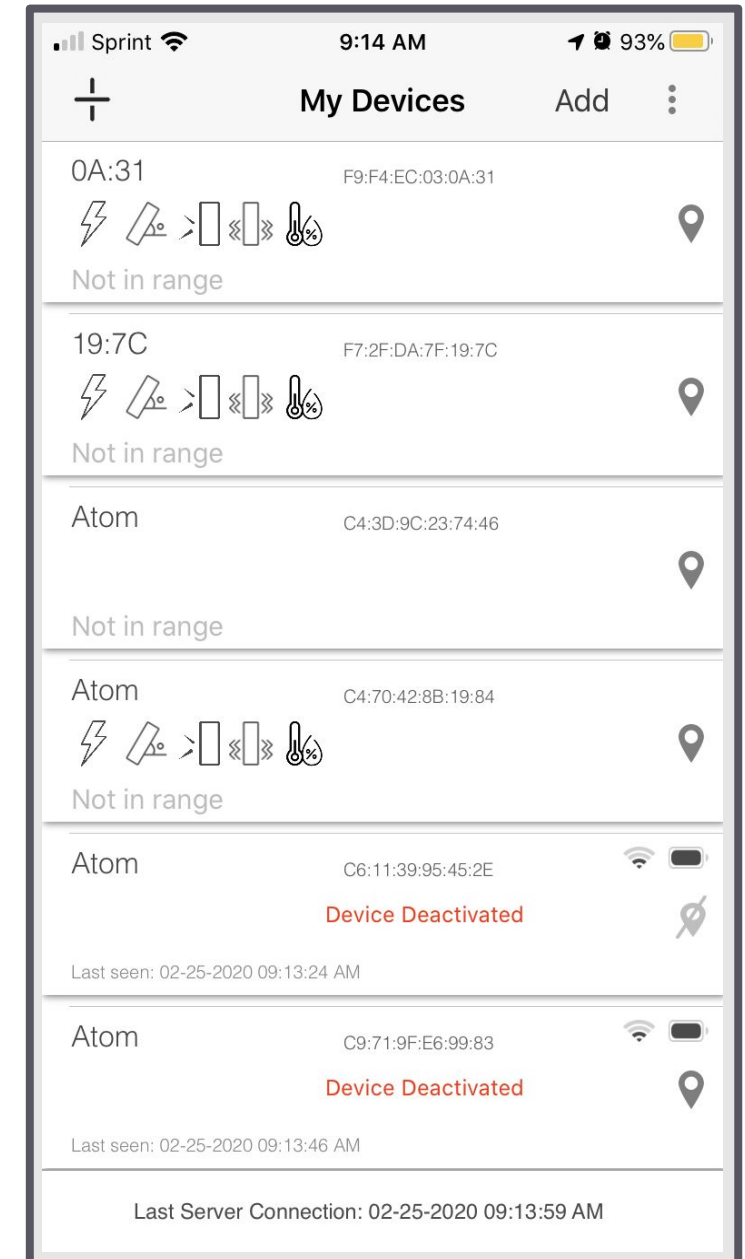 Sprint 9:14 AM 93%
My Devices Add
0A:31 F9:F4:EC:03:0A:31
%
Not in range
19:7C F7:2F:DA:7F:19:7C
%
Not in range
Atom C4:3D:9C:23:74:46
Not in range
Atom C4:70:42:8B:19:84
%
Not in range
Atom C6:11:39:95:45:2E
Device Deactivated
Last seen: 02-25-2020 09:13:24 AM
Atom C9:71:9F:E6:99:83
Device Deactivated
Last seen: 02-25-2020 09:13:46 AM
Last Server Connection: 02-25-2020 09:13:59 AM